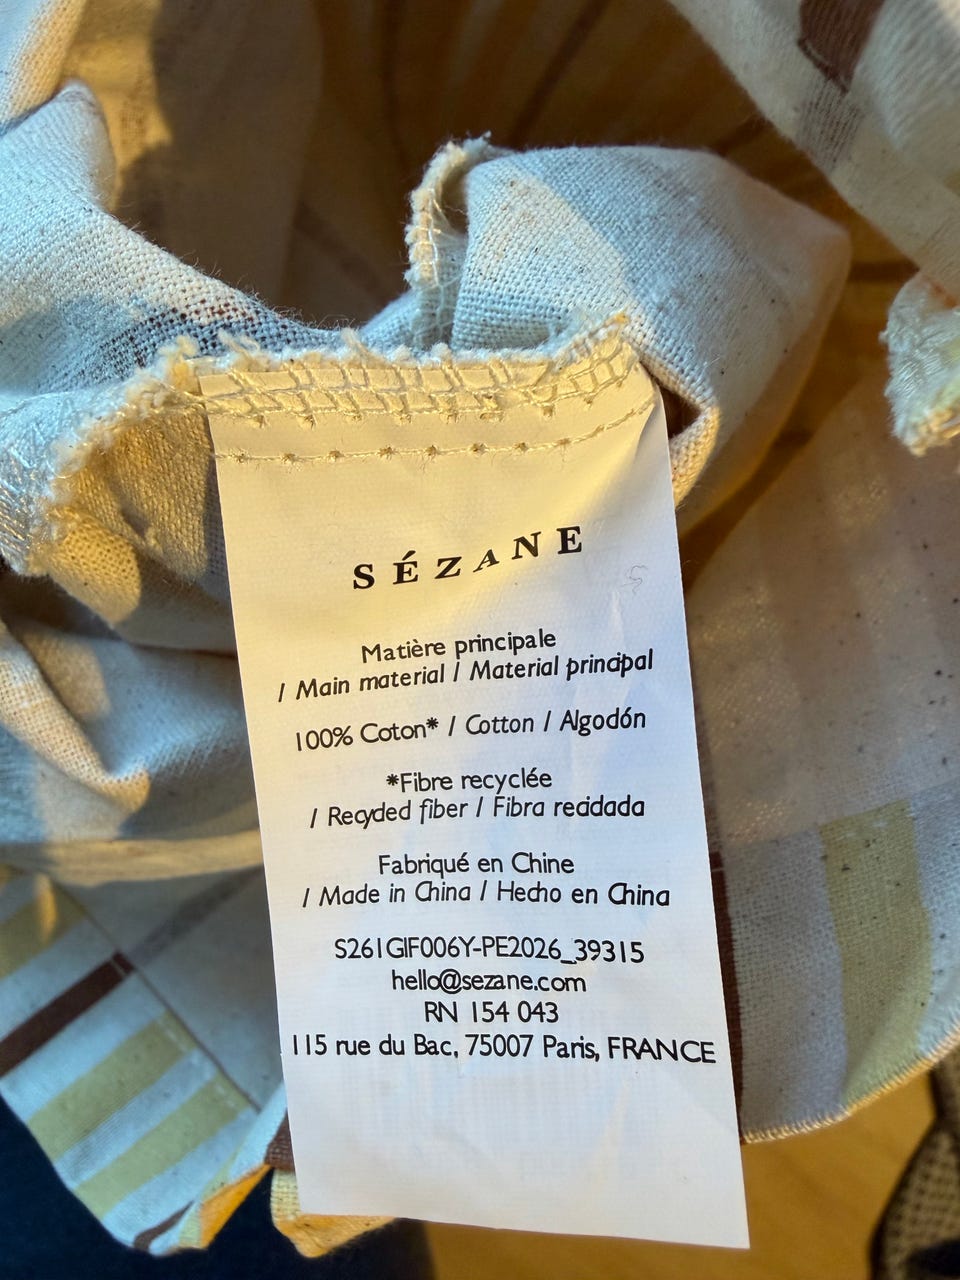 SÉZANE
Matière principale
/ Main material / Material principal
100% Coton* / Cotton / Algodón
*Fibre recyclée
/ Recycled fiber / Fibra reciclada
Fabriqué en Chine
/ Made in China / Hecho en China
S261GIF006Y-PE2026_39315
hello@sezane.com
RN 154 043
115 rue du Bac, 75007 Paris, FRANCE